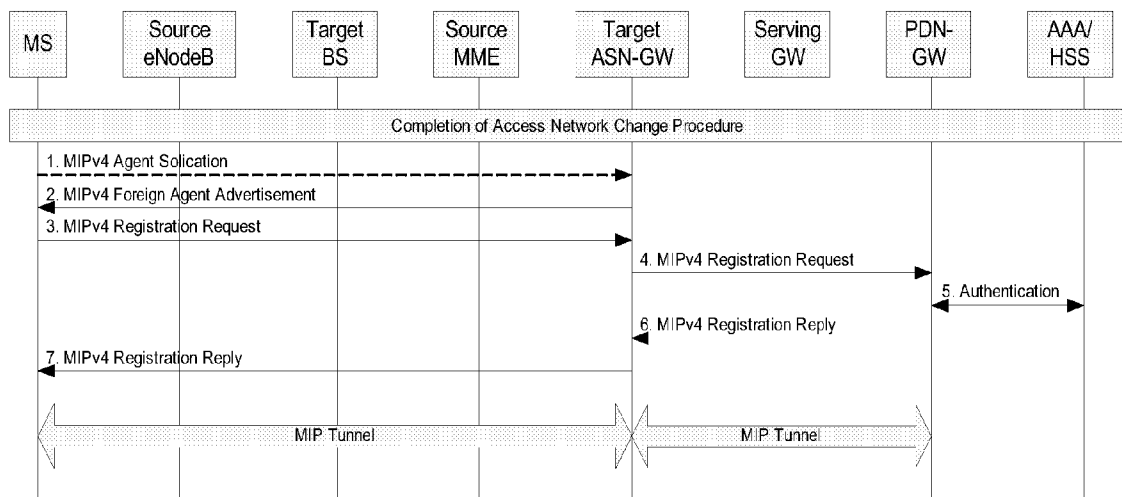 MS
Source
eNodeB
Target
BS
Source
MME
Target
ASN-GW
Serving
GW
PDN-
GW
AAA/
HSS
Completion of Access Network Change Procedure
1. MIPv4 Agent Solication
2. MIPv4 Foreign Agent Advertisement
3. MIPv4 Registration Request
4. MIPv4 Registration Request
5. Authentication
6. MIPv4 Registration Reply
7. MIPv4 Registration Reply
MIP Tunnel
MIP Tunnel